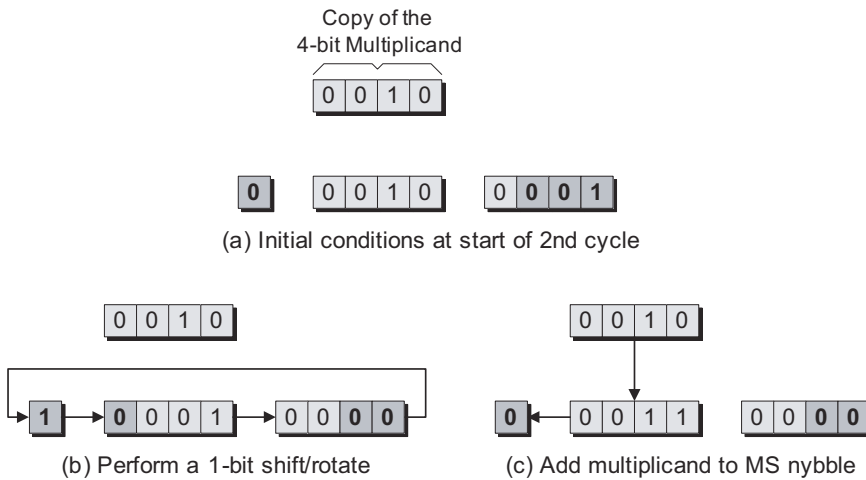 Copy of the
4-bit Multiplicand
0 0 1 0
0 0 0 1 0 0 0 0 1
(a) Initial conditions at start of 2nd cycle
0 0 1 0
1 0 0 0 1 0 0 0 0
(b) Perform a 1-bit shift/rotate
0 0 1 0
0 0 0 1 1 0 0 0 0
(c) Add multiplicand to MS nybble